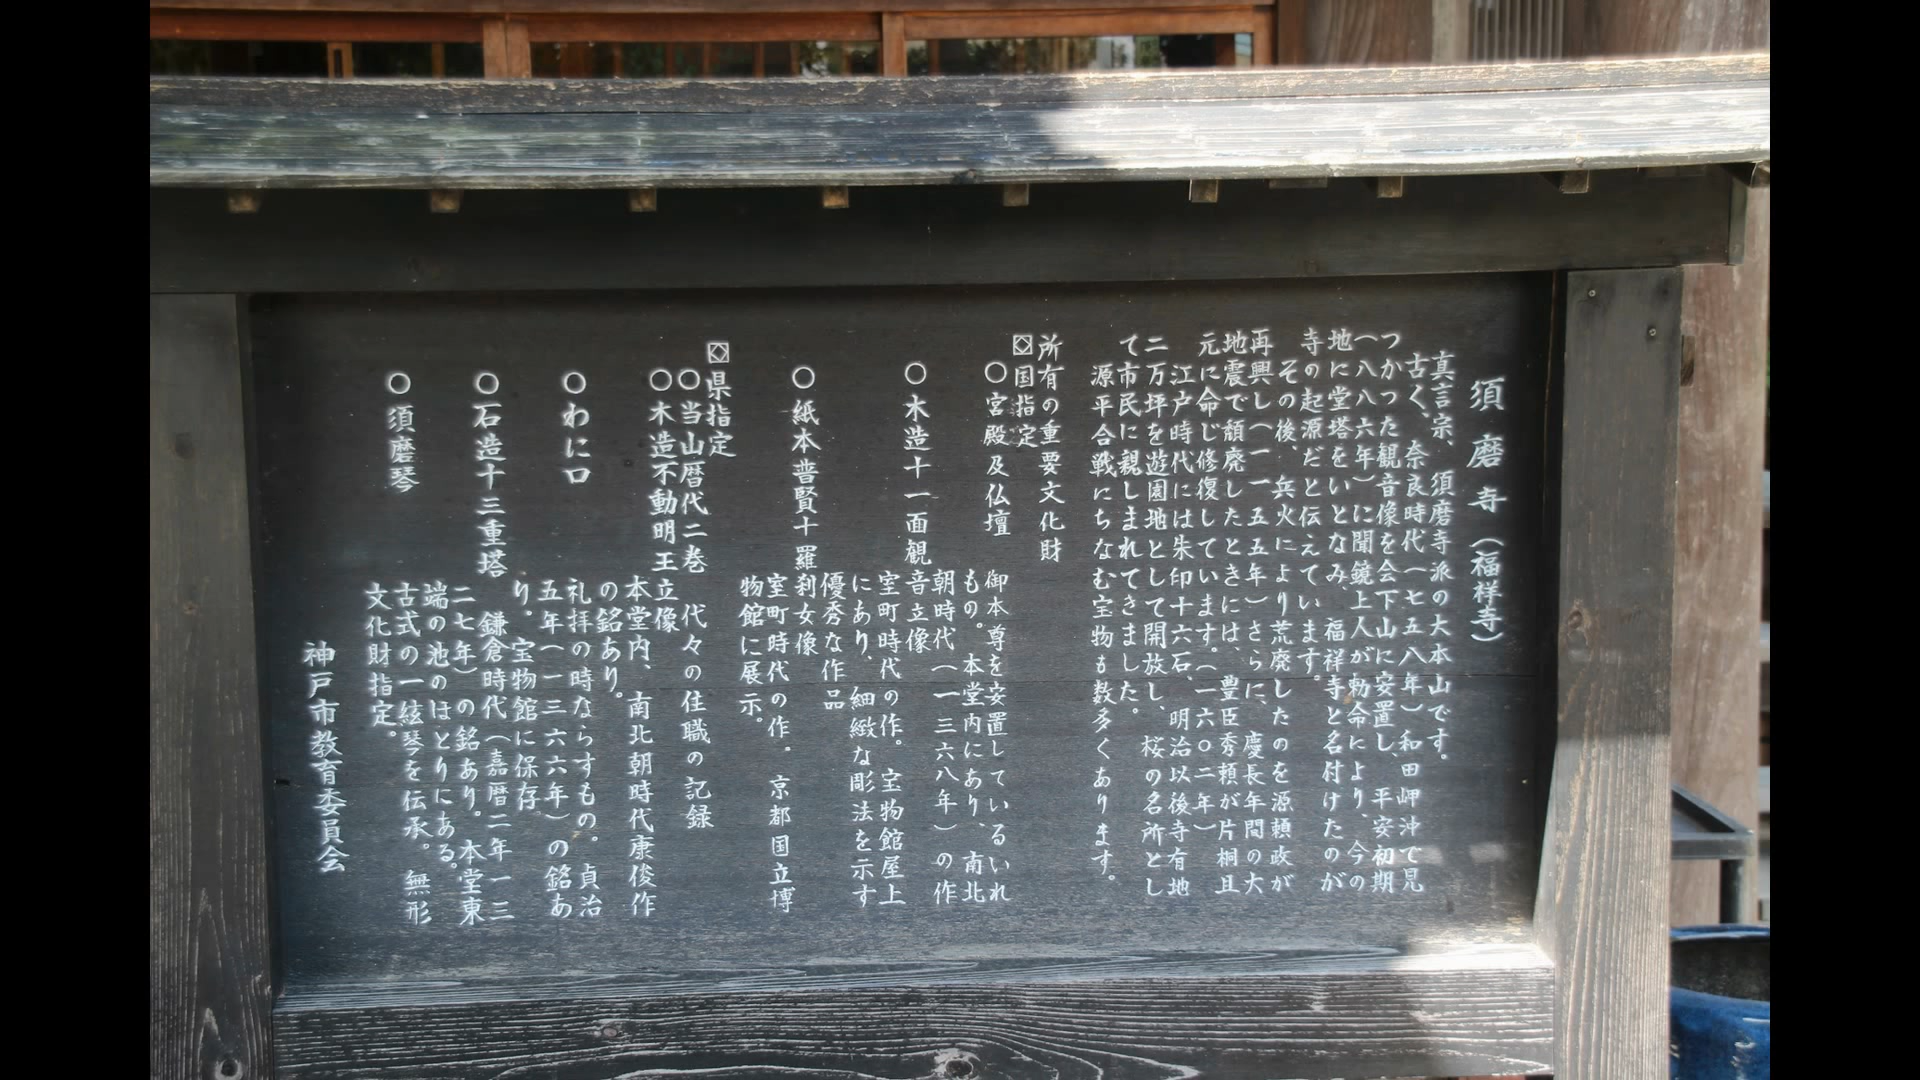 須磨寺（福祥寺）
真言宗、須磨寺派の大本山です。
古く、奈良時代（七五八年）和田岬沖で見
つかった観音像を会下山に安置し、平安初期
（八八六年）に聞鏡上人が勅命により、今の
地に堂塔をいとなみ、福祥寺と名付けたのが
寺の起源だと伝えています。
その後、兵火により荒廃したのを源頼政が
再興し（一一五五年）さらに、慶長年間の大
地震で頽廃したときには、豊臣秀頼が片桐且
元に命じ修復しています。（一六〇二年）
江戸時代には朱印十六石、明治以後寺有地
二万坪を遊園地として開放し、桜の名所とし
て市民に親しまれてきました。
源平合戦にちなむ宝物も数多くあります。
所有の重要文化財
国指定
〇宮殿及仏壇 御本尊を安置しているいれ
もの。本堂内にあり、南北
朝時代（一三六八年）の作
〇木造十一面観音立像
室町時代の作。宝物館屋上
にあり、細緻な彫法を示す
優秀な作品
〇紙本普賢十羅刹女像
室町時代の作。京都国立博
物館に展示。
県指定
〇当山暦代二巻 代々の住職の記録
〇木造不動明王立像
本堂内、南北朝時代康俊作
の銘あり。
〇わに口 礼拝の時ならすもの。貞治
五年（一三六六年）の銘あ
り。宝物館に保存。
〇石造十三重塔 鎌倉時代（嘉暦二年一三
二七年）の銘あり。本堂東
端の池のほとりにある。
〇須磨琴 古式の一絃琴を伝承。無形
文化財指定。
神戸市教育委員会